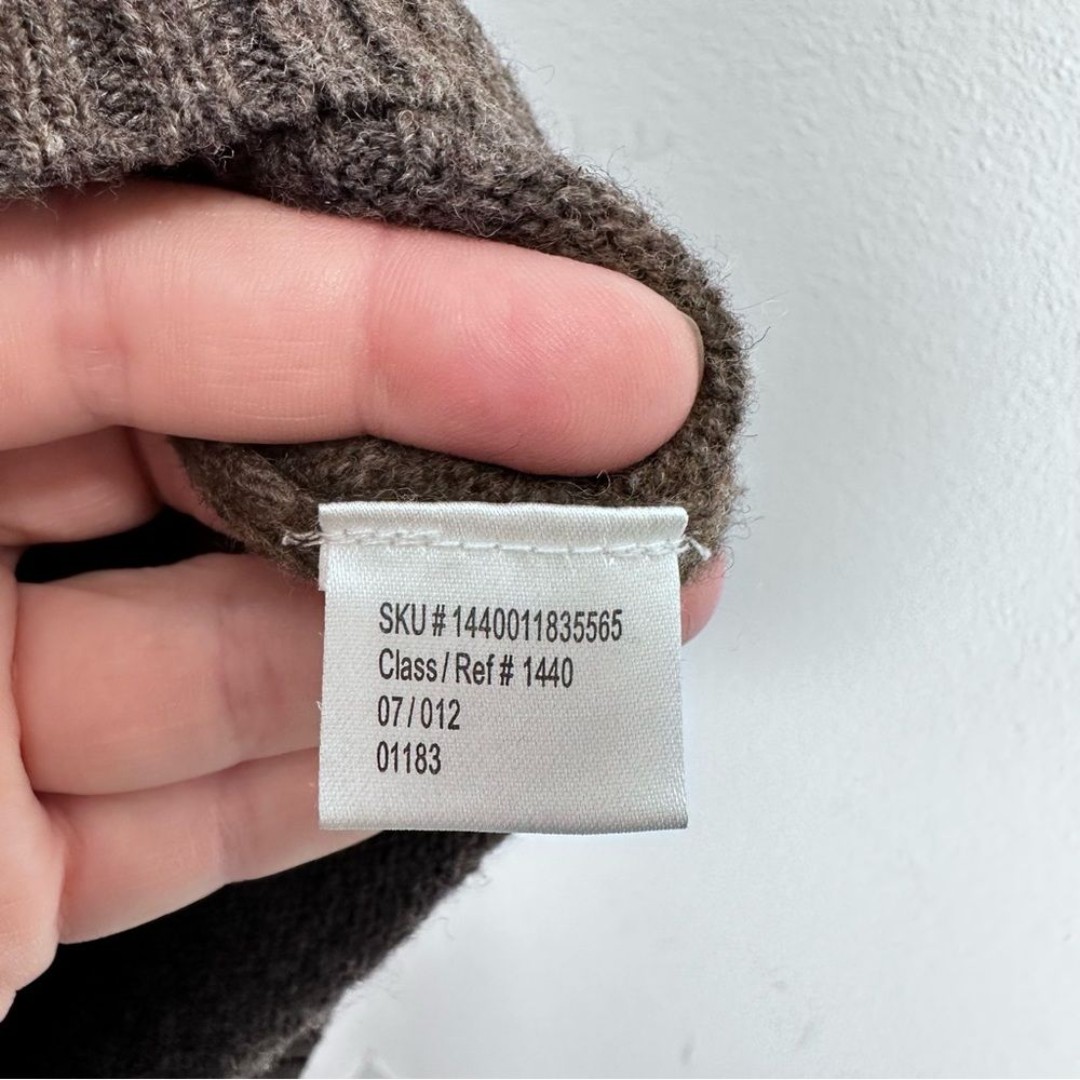 SKU # 1440011835565
Class / Ref # 1440
07 / 012
01183